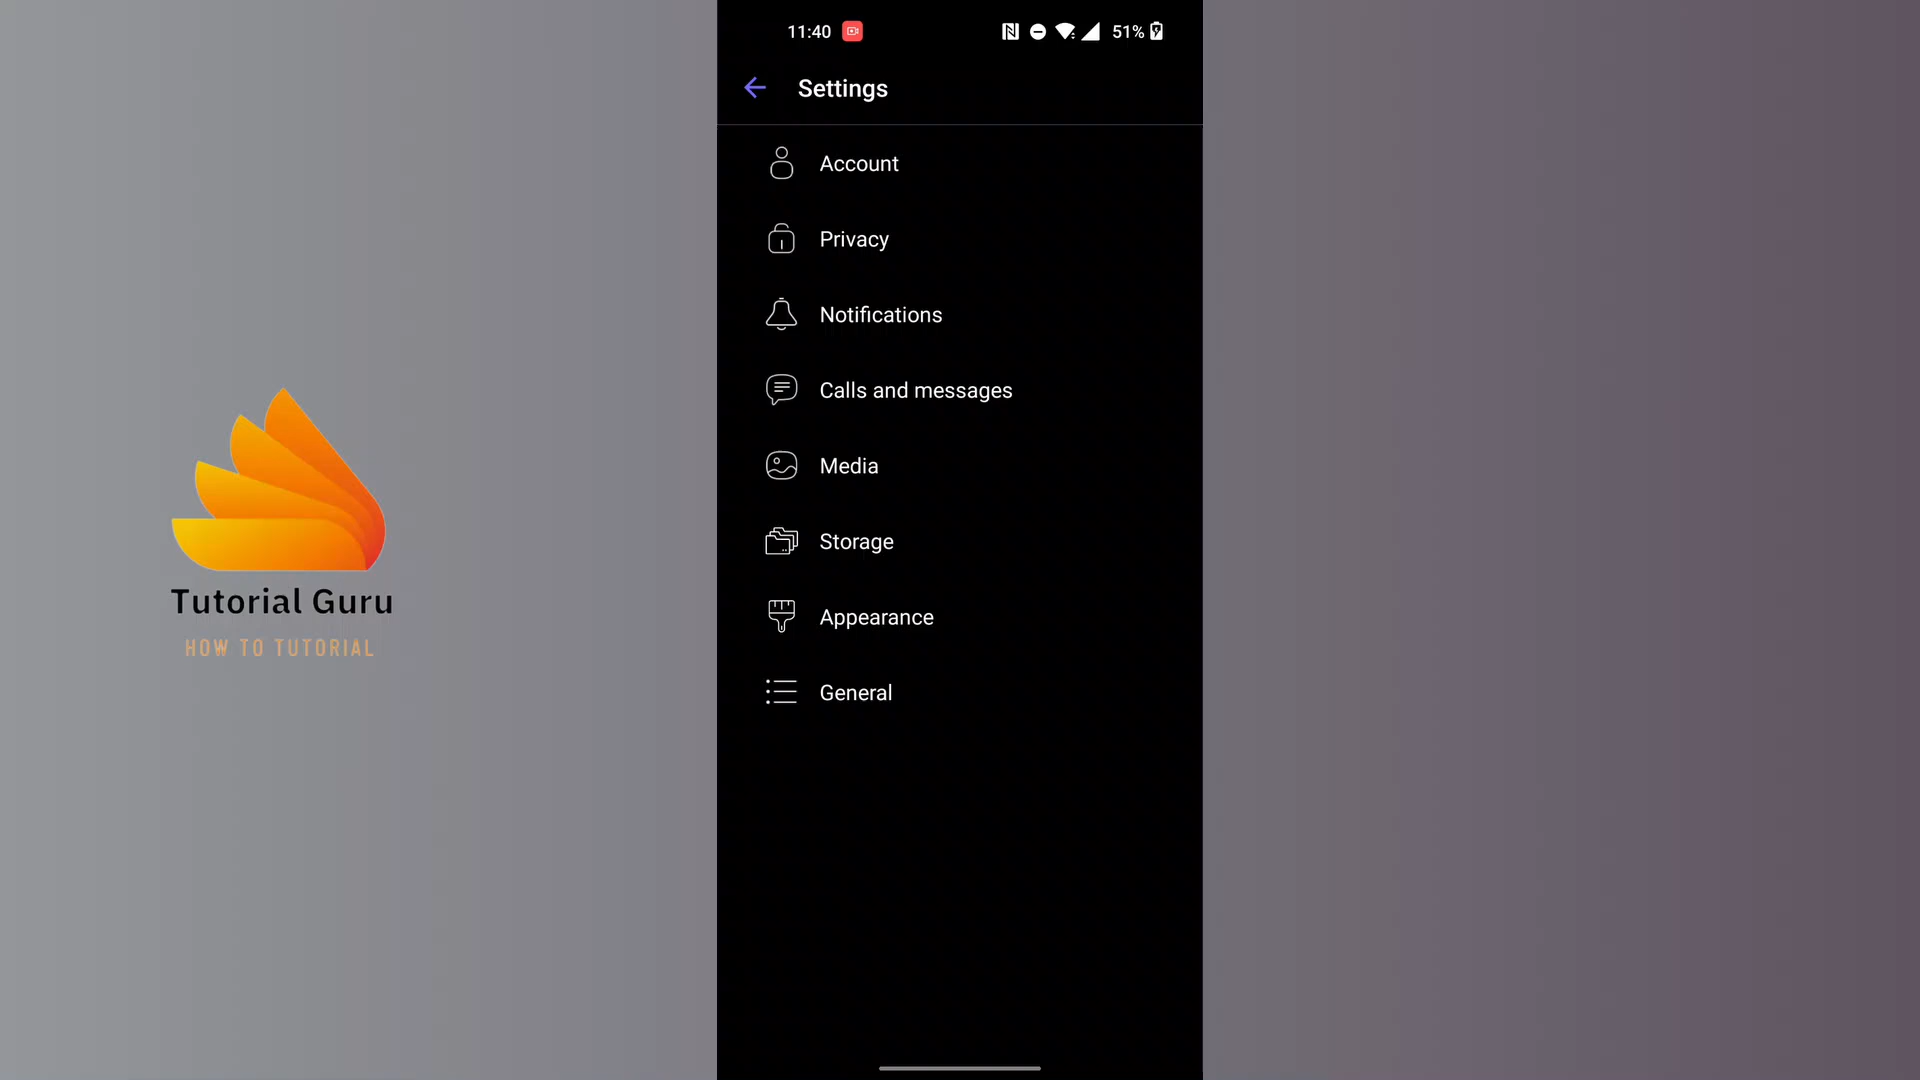 11:40
51%
Settings
Account
Privacy
Notifications
Calls and messages
Media
Storage
Appearance
General
Tutorial Guru
HOW TO TUTORIAL